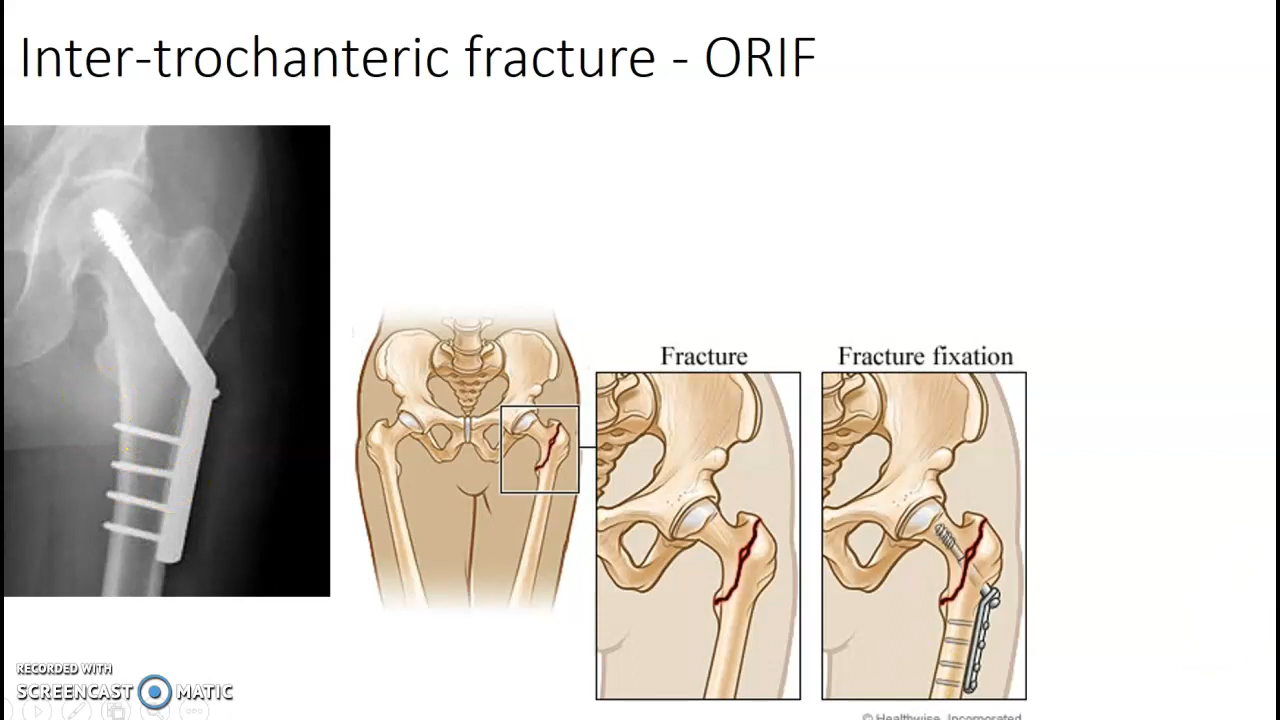 Inter-trochanteric fracture - ORIF
Fracture
Fracture fixation
RECORDED WITH
SCREENCAST MATIC
© Healthwise, Incorporated